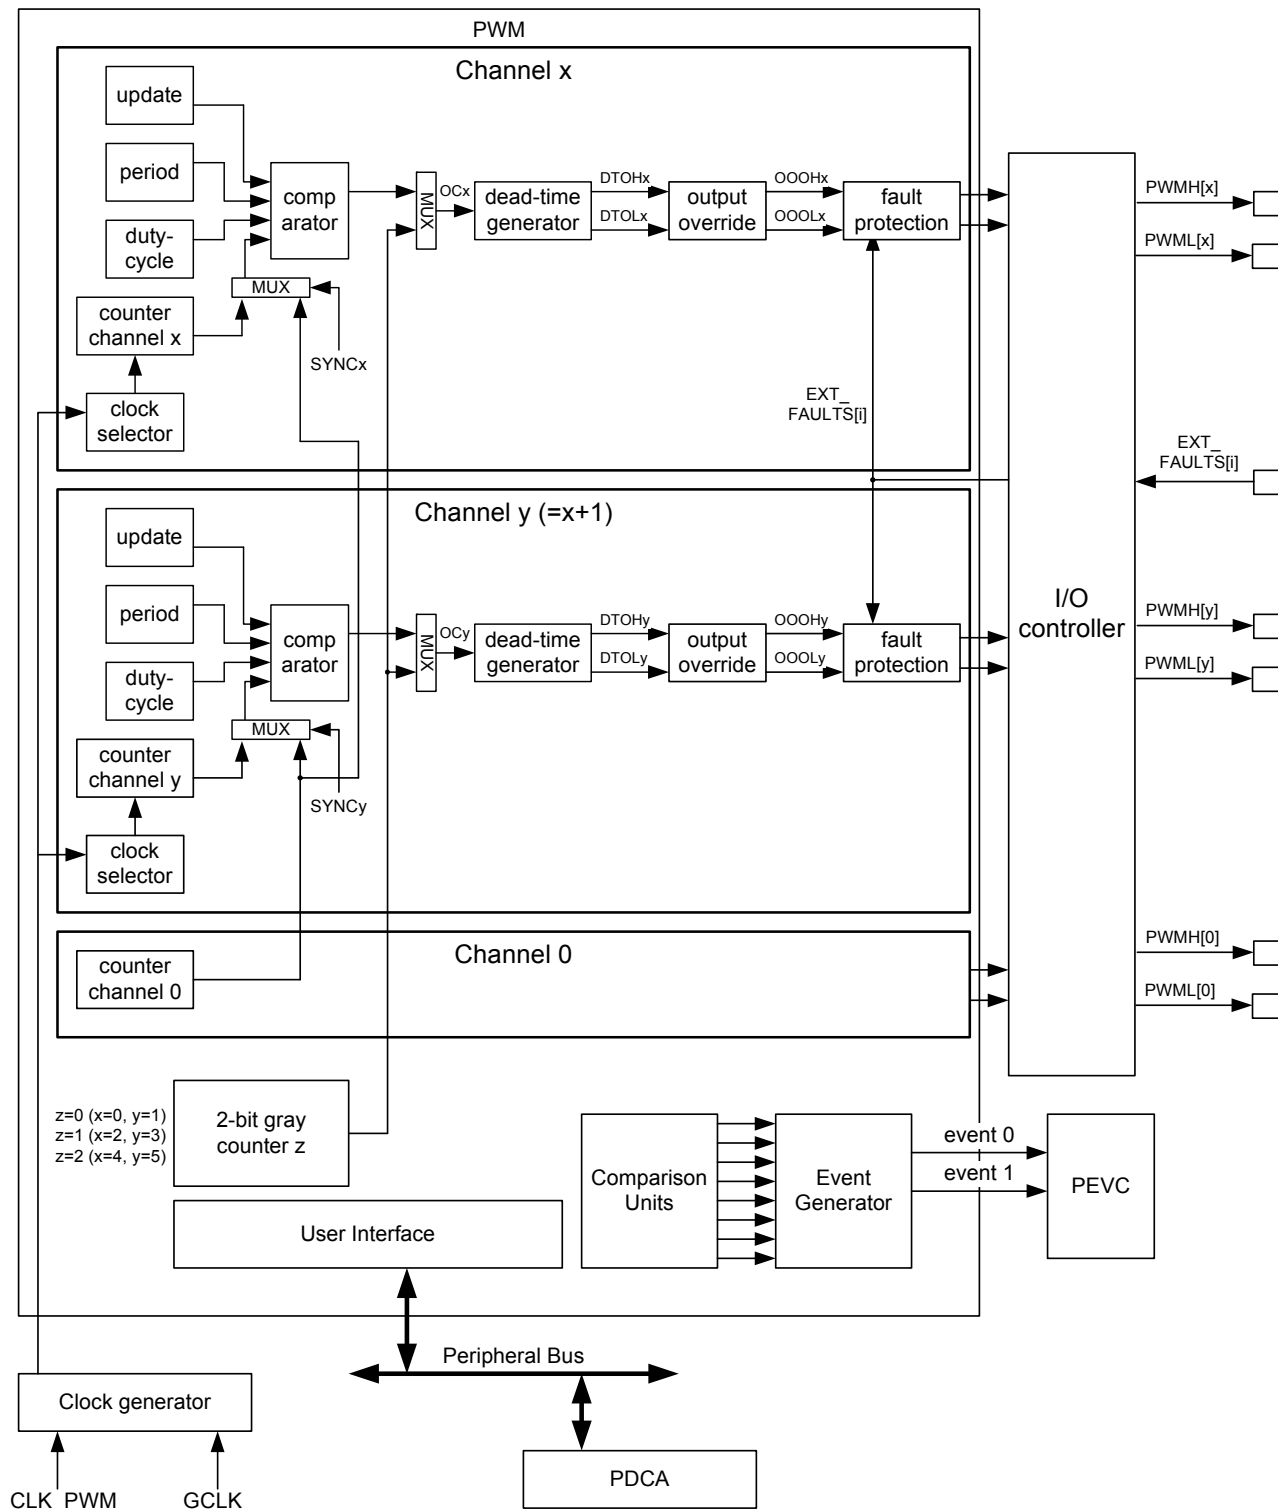 PWM
Channel x
update
period
duty-
cycle
comp
arator
MUX
counter
channel x
SYNCx
clock
selector
MUX
OCx
dead-time
generator
DTOHx
DTOLx
output
override
OOOHx
OOOLx
fault
protection
EXT_
FAULTS[i]
PWMH[x]
PWML[x]
EXT_
FAULTS[i]
Channel y (=x+1)
update
period
duty-
cycle
comp
arator
MUX
counter
channel y
SYNCy
clock
selector
MUX
OCy
dead-time
generator
DTOHy
DTOLy
output
override
OOOHy
OOOLy
fault
protection
I/O
controller
PWMH[y]
PWML[y]
Channel 0
counter
channel 0
PWMH[0]
PWML[0]
z=0 (x=0, y=1)
z=1 (x=2, y=3)
z=2 (x=4, y=5)
2-bit gray
counter z
Comparison
Units
Event
Generator
event 0
event 1
PEVC
User Interface
Peripheral Bus
Clock generator
PDCA
CLK_PWM
GCLK